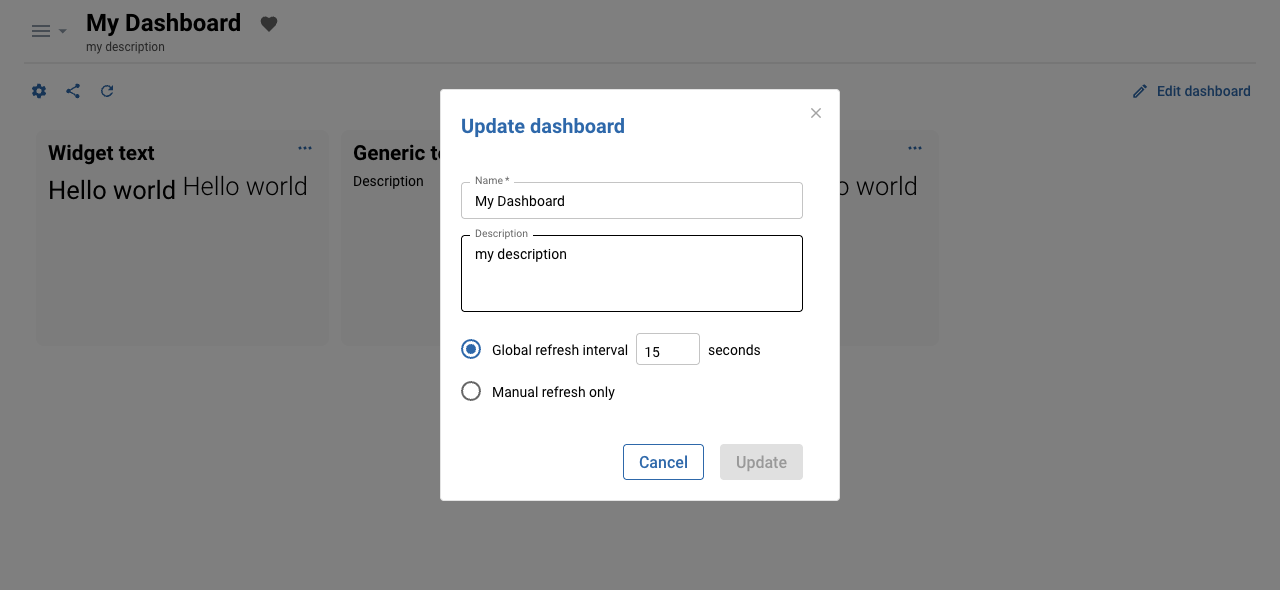 My Dashboard
my description
Edit dashboard
Widget text
Hello world Hello world
Generic t
Description
o world
Update dashboard
Name *
My Dashboard
Description
my description
Global refresh interval 15 seconds
Manual refresh only
Cancel Update